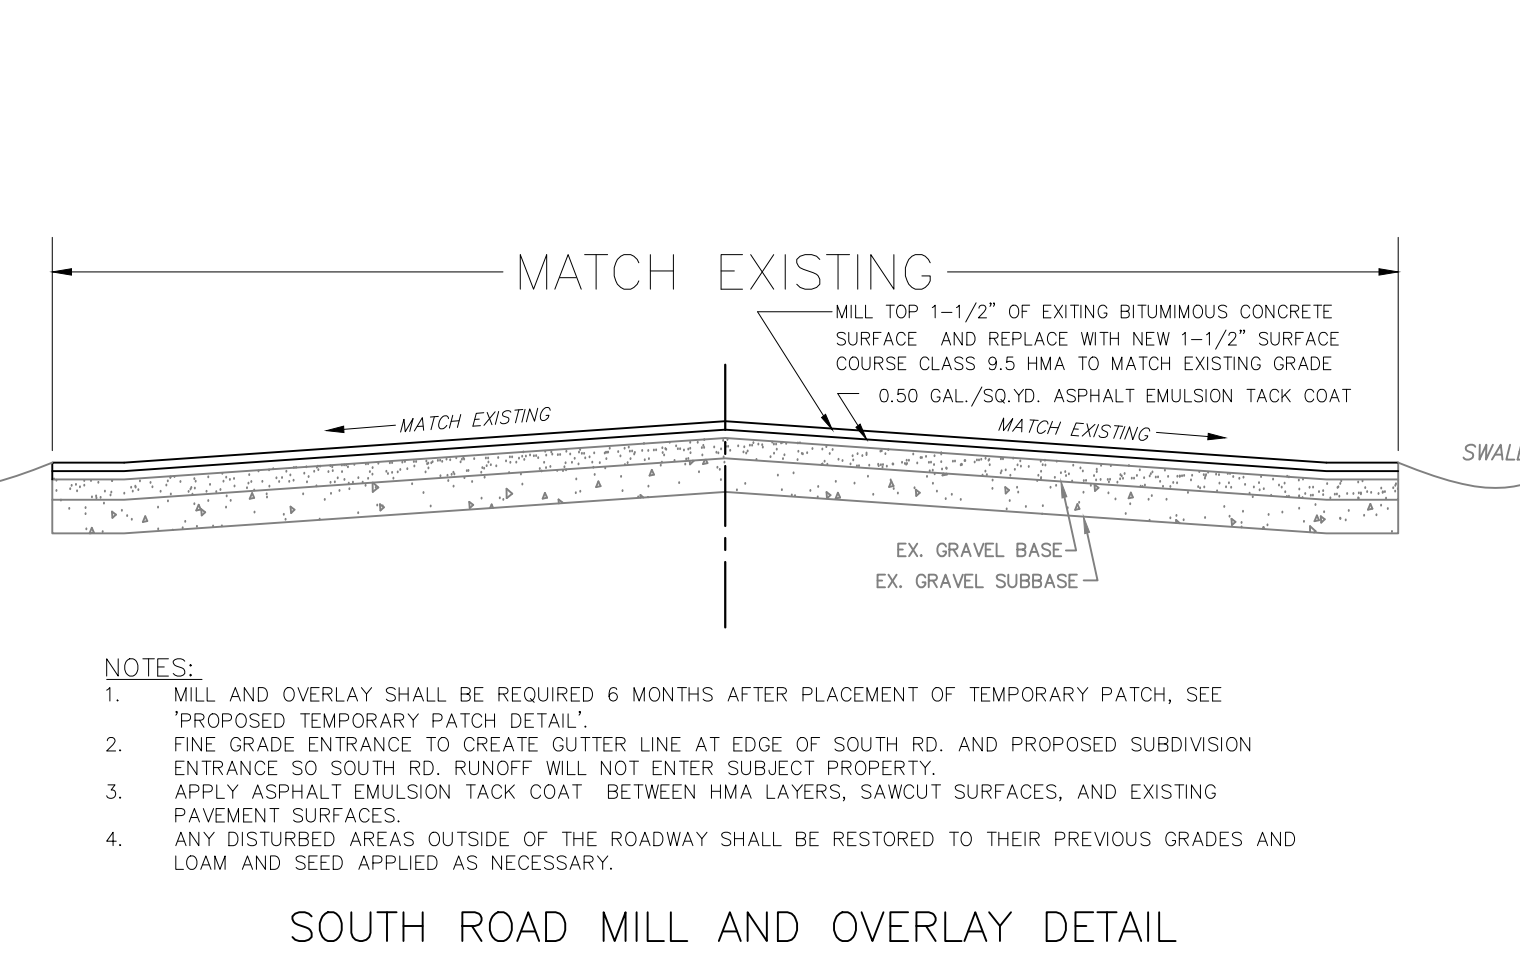 MATCH EXISTING
MILL TOP 1-1/2" OF EXITING BITUMIMOUS CONCRETE
SURFACE AND REPLACE WITH NEW 1-1/2" SURFACE
COURSE CLASS 9.5 HMA TO MATCH EXISTING GRADE
0.50 GAL./SQ.YD. ASPHALT EMULSION TACK COAT
MATCH EXISTING
MATCH EXISTING
SWALE
EX. GRAVEL BASE
EX. GRAVEL SUBBASE
NOTES:
1. MILL AND OVERLAY SHALL BE REQUIRED 6 MONTHS AFTER PLACEMENT OF TEMPORARY PATCH, SEE
'PROPOSED TEMPORARY PATCH DETAIL'.
2. FINE GRADE ENTRANCE TO CREATE GUTTER LINE AT EDGE OF SOUTH RD. AND PROPOSED SUBDIVISION
ENTRANCE SO SOUTH RD. RUNOFF WILL NOT ENTER SUBJECT PROPERTY.
3. APPLY ASPHALT EMULSION TACK COAT BETWEEN HMA LAYERS, SAWCUT SURFACES, AND EXISTING
PAVEMENT SURFACES.
4. ANY DISTURBED AREAS OUTSIDE OF THE ROADWAY SHALL BE RESTORED TO THEIR PREVIOUS GRADES AND
LOAM AND SEED APPLIED AS NECESSARY.
SOUTH ROAD MILL AND OVERLAY DETAIL